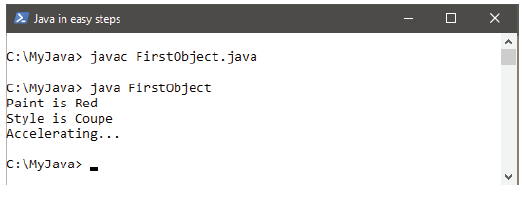 Java in easy steps
C:\MyJava> javac FirstObject.java
C:\MyJava> java FirstObject
Paint is Red
Style is Coupe
Accelerating...
C:\MyJava>